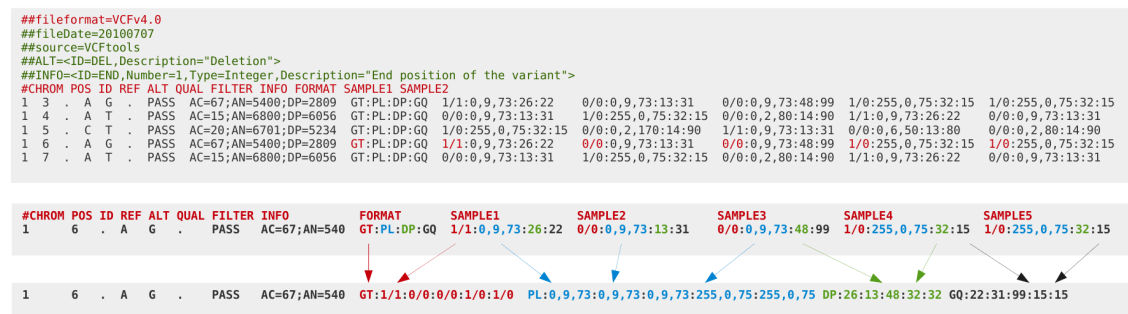 ##fileformat=VCFv4.0
##fileDate=20100707
##source=VCFtools
##ALT=<ID=DEL,Description="Deletion">
##INFO=<ID=END,Number=1,Type=Integer,Description="End position of the variant">
#CHROM POS ID REF ALT QUAL FILTER INFO FORMAT SAMPLE1 SAMPLE2
1 3 . A G . PASS AC=67;AN=5400;DP=2809 GT:PL:DP:GQ 1/1:0,9,73:26:22 0/0:0,9,73:13:31 0/0:0,9,73:48:99 1/0:255,0,75:32:15 1/0:255,0,75:32:15
1 4 . A T . PASS AC=15;AN=6800;DP=6056 GT:PL:DP:GQ 0/0:0,9,73:13:31 1/0:255,0,75:32:15 0/0:0,2,80:14:90 1/1:0,9,73:26:22 0/0:0,9,73:13:31
1 5 . C T . PASS AC=20;AN=6701;DP=5234 GT:PL:DP:GQ 1/0:255,0,75:32:15 0/0:0,2,170:14:90 1/1:0,9,73:13:31 0/0:0,6,50:13:80 0/0:0,2,80:14:90
1 6 . A G . PASS AC=67;AN=5400;DP=2809 GT:PL:DP:GQ 1/1:0,9,73:26:22 0/0:0,9,73:13:31 0/0:0,9,73:48:99 1/0:255,0,75:32:15 1/0:255,0,75:32:15
1 7 . A T . PASS AC=15;AN=6800;DP=6056 GT:PL:DP:GQ 0/0:0,9,73:13:31 1/0:255,0,75:32:15 0/0:0,2,80:14:90 1/1:0,9,73:26:22 0/0:0,9,73:13:31
#CHROM POS ID REF ALT QUAL FILTER INFO FORMAT SAMPLE1 SAMPLE2 SAMPLE3 SAMPLE4 SAMPLE5
1 6 . A G . PASS AC=67;AN=540 GT:PL:DP:GQ 1/1:0,9,73:26:22 0/0:0,9,73:13:31 0/0:0,9,73:48:99 1/0:255,0,75:32:15 1/0:255,0,75:32:15
1 6 . A G . PASS AC=67;AN=540 GT:1/1:0/0:0/0:1/0:1/0 PL:0,9,73:0,9,73:0,9,73:255,0,75:255,0,75 DP:26:13:48:32:32 GQ:22:31:99:15:15